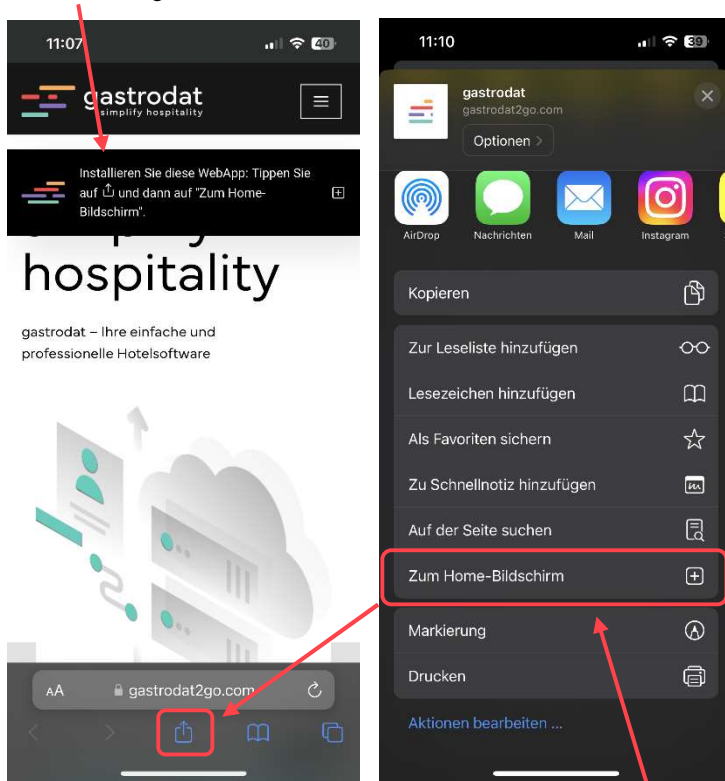 11:07
40
gastrodat
simplify hospitality
Installieren Sie diese WebApp: Tippen Sie
auf und dann auf "Zum Home-
Bildschirm".
hospitality
gastrodat – Ihre einfache und
professionelle Hotelsoftware
AA gastrodat2go.com
11:10
39
gastrodat
gastrodat2go.com
Optionen >
AirDrop Nachrichten Mail Instagram
Kopieren
Zur Leseliste hinzufügen
Lesezeichen hinzufügen
Als Favoriten sichern
Zu Schnellnotiz hinzufügen
Auf der Seite suchen
Zum Home-Bildschirm
Markierung
Drucken
Aktionen bearbeiten ...